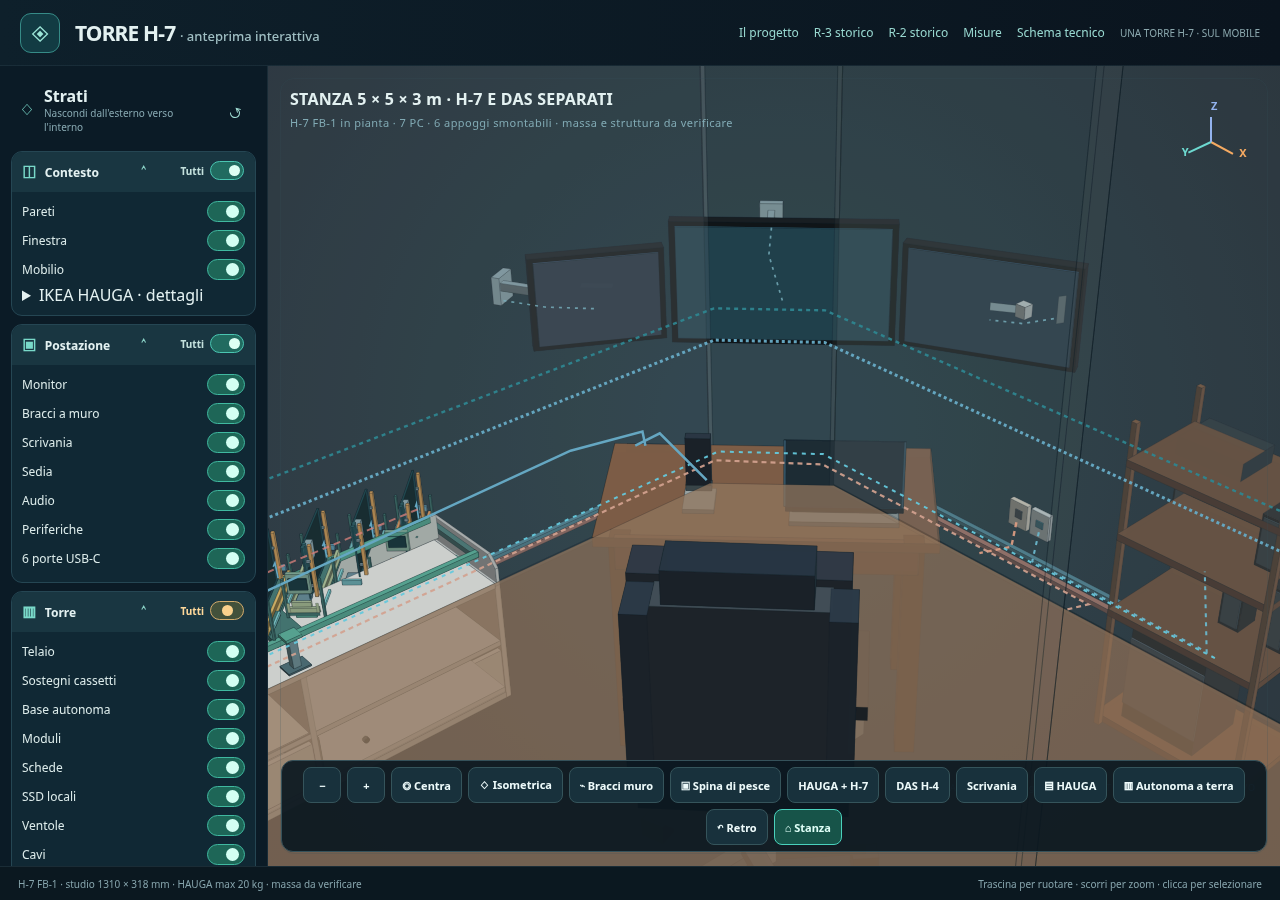 TORRE H-7 · anteprima interattiva
Il progetto
R-3 storico
R-2 storico
Misure
Schema tecnico
UNA TORRE H-7 · SUL MOBILE
Strati
Nascondi dall'esterno verso
l'interno
Contesto
Tutti
Pareti
Finestra
Mobilio
IKEA HAUGA · dettagli
Postazione
Tutti
Monitor
Bracci a muro
Scrivania
Sedia
Audio
Periferiche
6 porte USB-C
Torre
Tutti
Telaio
Sostegni cassetti
Base autonoma
Moduli
Schede
SSD locali
Ventole
Cavi
STANZA 5 × 5 × 3 m · H-7 E DAS SEPARATI
H-7 FB-1 in pianta · 7 PC · 6 appoggi smontabili · massa e struttura da verificare
Z
Y
X
−
+
Centra
Isometrica
Bracci muro
Spina di pesce
HAUGA + H-7
DAS H-4
Scrivania
HAUGA
Autonoma a terra
Retro
Stanza
H-7 FB-1 · studio 1310 × 318 mm · HAUGA max 20 kg · massa da verificare
Trascina per ruotare · scorri per zoom · clicca per selezionare